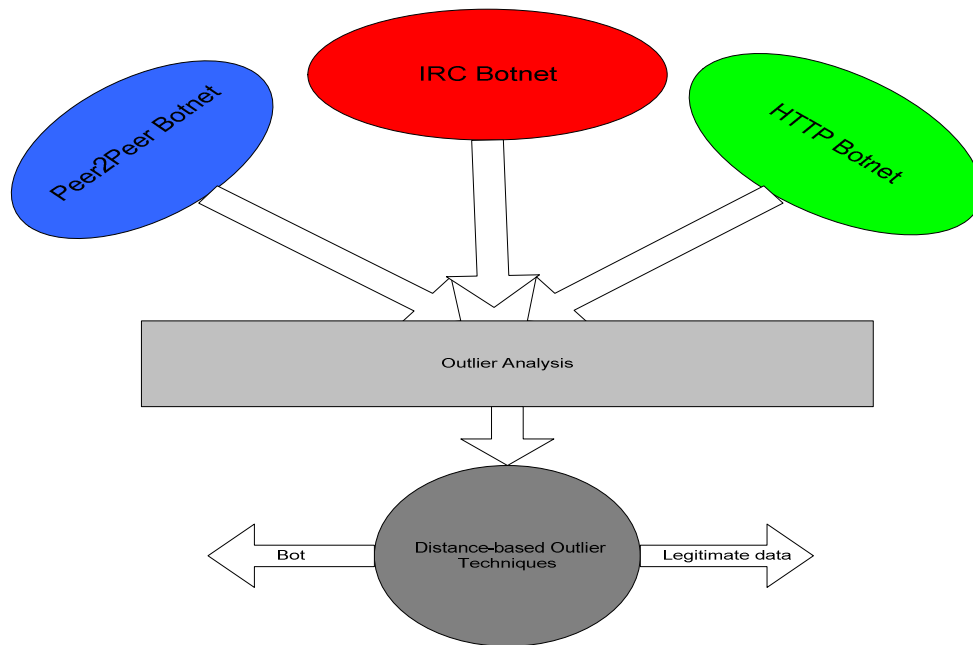 Peer2Peer Botnet
IRC Botnet
HTTP Botnet
Outlier Analysis
Distance-based Outlier
Techniques
Bot
Legitimate data